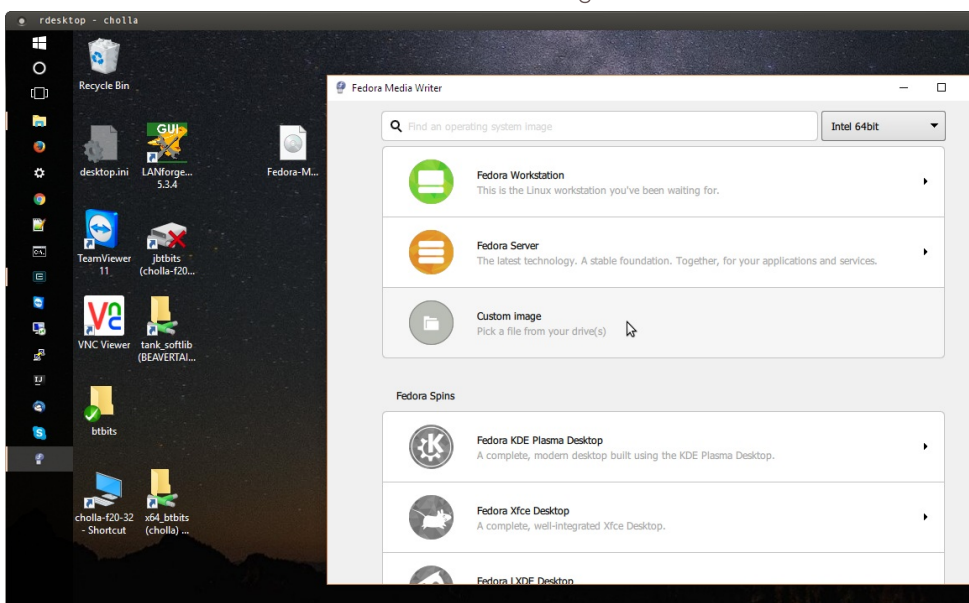 rdesktop - cholla
Recycle Bin
desktop.ini
GUI
LANforge...
5.3.4
Fedora-M...
TeamViewer
11
jbtbits
(cholla-f20...
VNC Viewer
tank_softlib
(BEAVERTAI...
btbits
cholla-f20-32
- Shortcut
x64_btbits
(cholla) ...
Fedora Media Writer
Find an operating system image
Intel 64bit
Fedora Workstation
This is the Linux workstation you've been waiting for.
Fedora Server
The latest technology. A stable foundation. Together, for your applications and services.
Custom image
Pick a file from your drive(s)
Fedora Spins
Fedora KDE Plasma Desktop
A complete, modern desktop built using the KDE Plasma Desktop.
Fedora Xfce Desktop
A complete, well-integrated Xfce Desktop.
Fedora LXDE Desktop